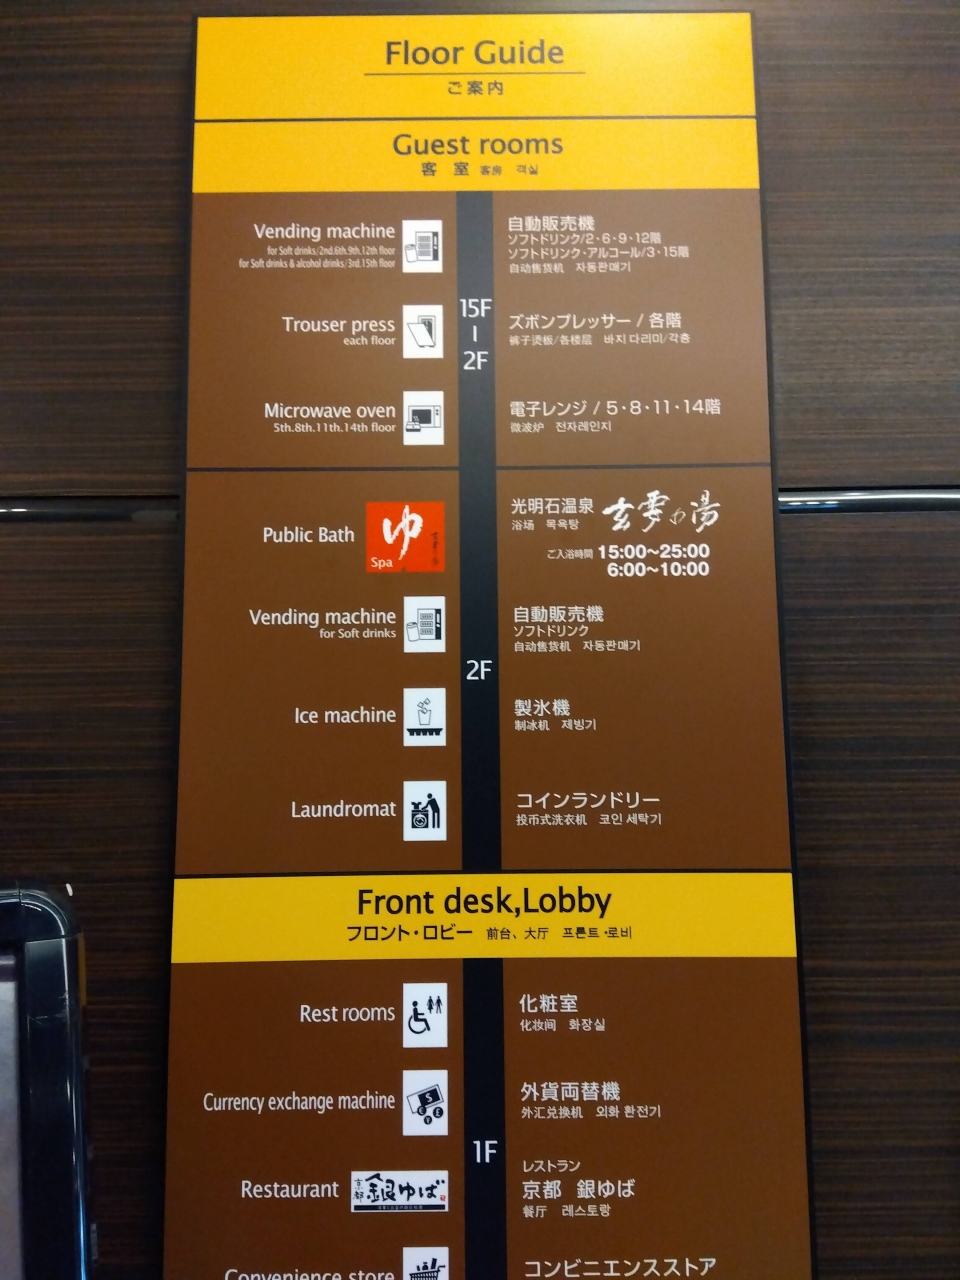 Floor Guide
ご案内
Guest rooms
客 室 客房 객실
Vending machine
for Soft drinks/2nd.6th.9th.12th floor
for Soft drinks & alcohol drinks/3rd.15th floor
自動販売機
ソフトドリンク/2・6・9・12階
ソフトドリンク・アルコール/3・15階
自动售货机 자동판매기
15F
|
2F
Trouser press
each floor
ズボンプレッサー / 各階
裤子烫板/各楼层 바지 다리미/각층
Microwave oven
5th.8th.11th.14th floor
電子レンジ / 5・8・11・14階
微波炉 전자레인지
Public Bath
ゆ
Spa
光明石温泉 玄要の湯
浴场 목욕탕
ご入浴時間 15:00~25:00
6:00~10:00
Vending machine
for Soft drinks
自動販売機
ソフトドリンク
自动售货机 자동판매기
2F
Ice machine
製氷機
制冰机 제빙기
Laundromat
コインランドリー
投币式洗衣机 코인 세탁기
Front desk,Lobby
フロント・ロビー 前台、大厅 프론트・로비
Rest rooms
化粧室
化妆间 화장실
Currency exchange machine
外貨両替機
外汇兑换机 외화 환전기
1F
Restaurant
京都 銀ゆば
レストラン
京都 銀ゆば
餐厅 레스토랑
Convenience store
コンビニエンスストア